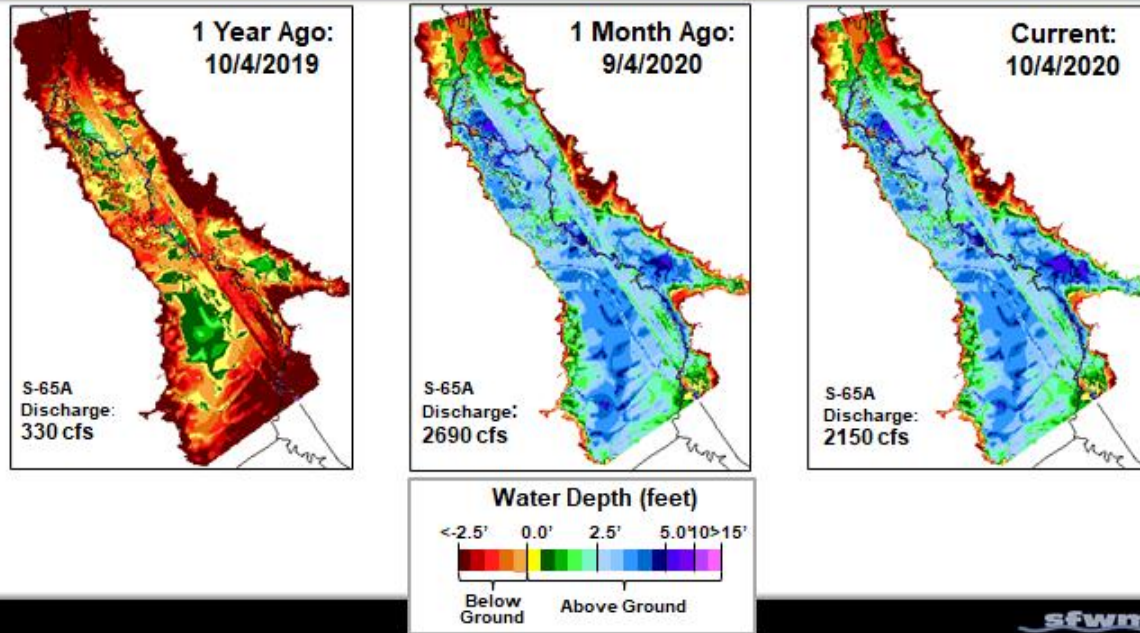 1 Year Ago:
10/4/2019
S-65A
Discharge:
330 cfs
1 Month Ago:
9/4/2020
S-65A
Discharge:
2690 cfs
Current:
10/4/2020
S-65A
Discharge:
2150 cfs
Water Depth (feet)
<-2.5' 0.0' 2.5' 5.0'10'>15'
Below Above Ground
Ground